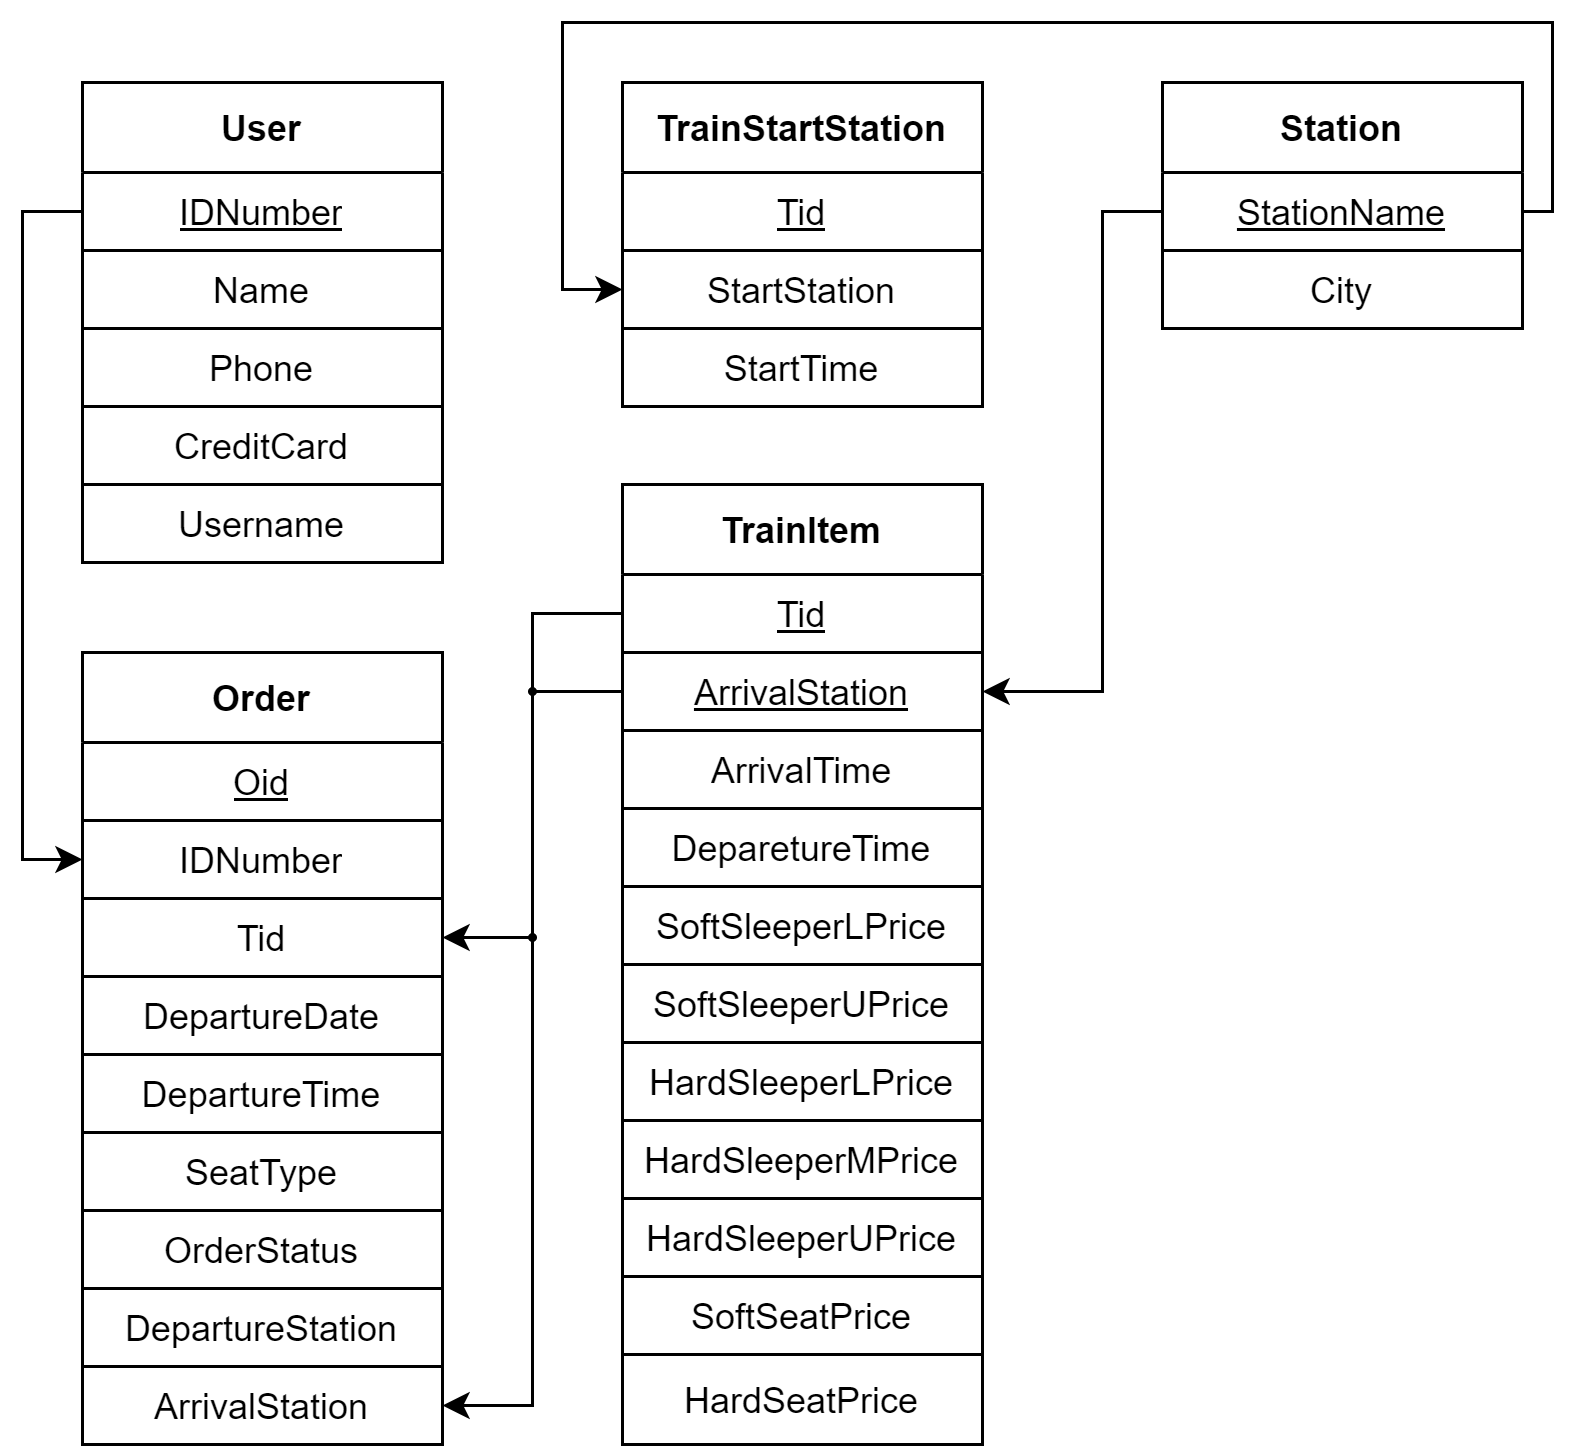 User
IDNumber
Name
Phone
CreditCard
Username
TrainStartStation
Tid
StartStation
StartTime
Station
StationName
City
Order
Oid
IDNumber
Tid
DepartureDate
DepartureTime
SeatType
OrderStatus
DepartureStation
ArrivalStation
TrainItem
Tid
ArrivalStation
ArrivalTime
DeparetureTime
SoftSleeperLPrice
SoftSleeperUPrice
HardSleeperLPrice
HardSleeperMPrice
HardSleeperUPrice
SoftSeatPrice
HardSeatPrice